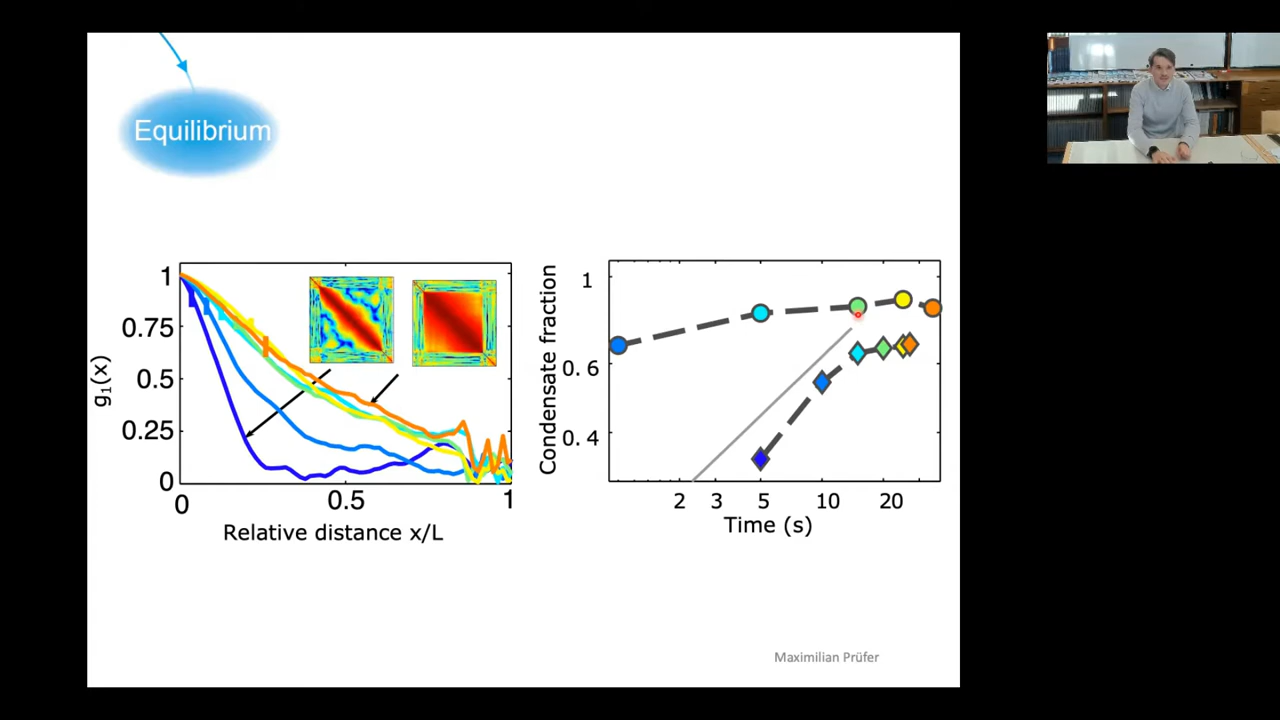 Equilibrium
1
0.75
0.5
0.25
0
g1(x)
0
0.5
1
Relative distance x/L
Condensate fraction
1
0.6
0.4
2 3 5 10 20
Time (s)
Maximilian Prüfer